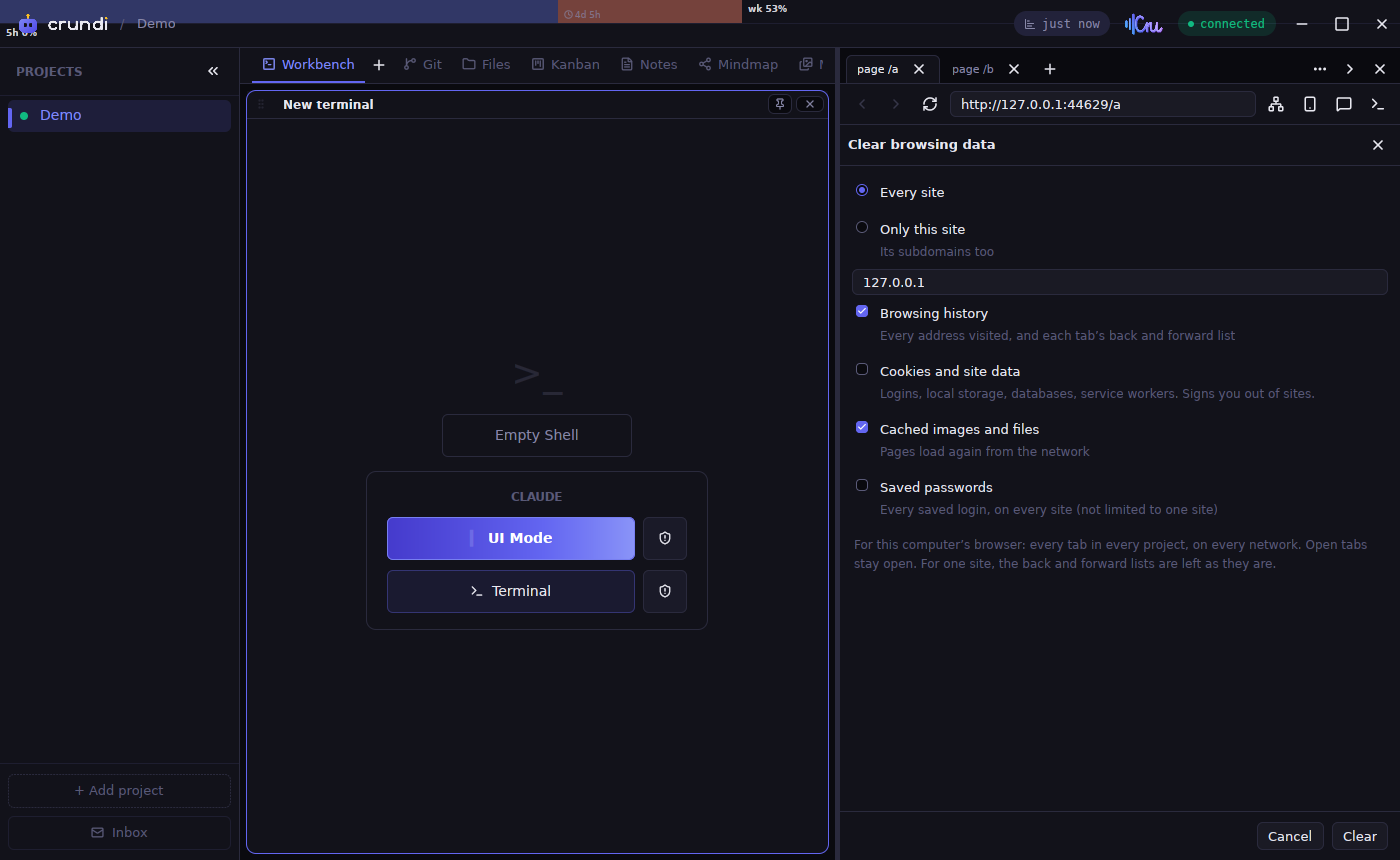 4d 5h
wk 53%
crundi / Demo
just now
Cru
connected
PROJECTS
Demo
+ Add project
Inbox
Workbench
Git
Files
Kanban
Notes
Mindmap
New terminal
>_
Empty Shell
CLAUDE
UI Mode
Terminal
page /a
page /b
http://127.0.0.1:44629/a
Clear browsing data
Every site
Only this site
Its subdomains too
127.0.0.1
Browsing history
Every address visited, and each tab’s back and forward list
Cookies and site data
Logins, local storage, databases, service workers. Signs you out of sites.
Cached images and files
Pages load again from the network
Saved passwords
Every saved login, on every site (not limited to one site)
For this computer’s browser: every tab in every project, on every network. Open tabs
stay open. For one site, the back and forward lists are left as they are.
Cancel
Clear